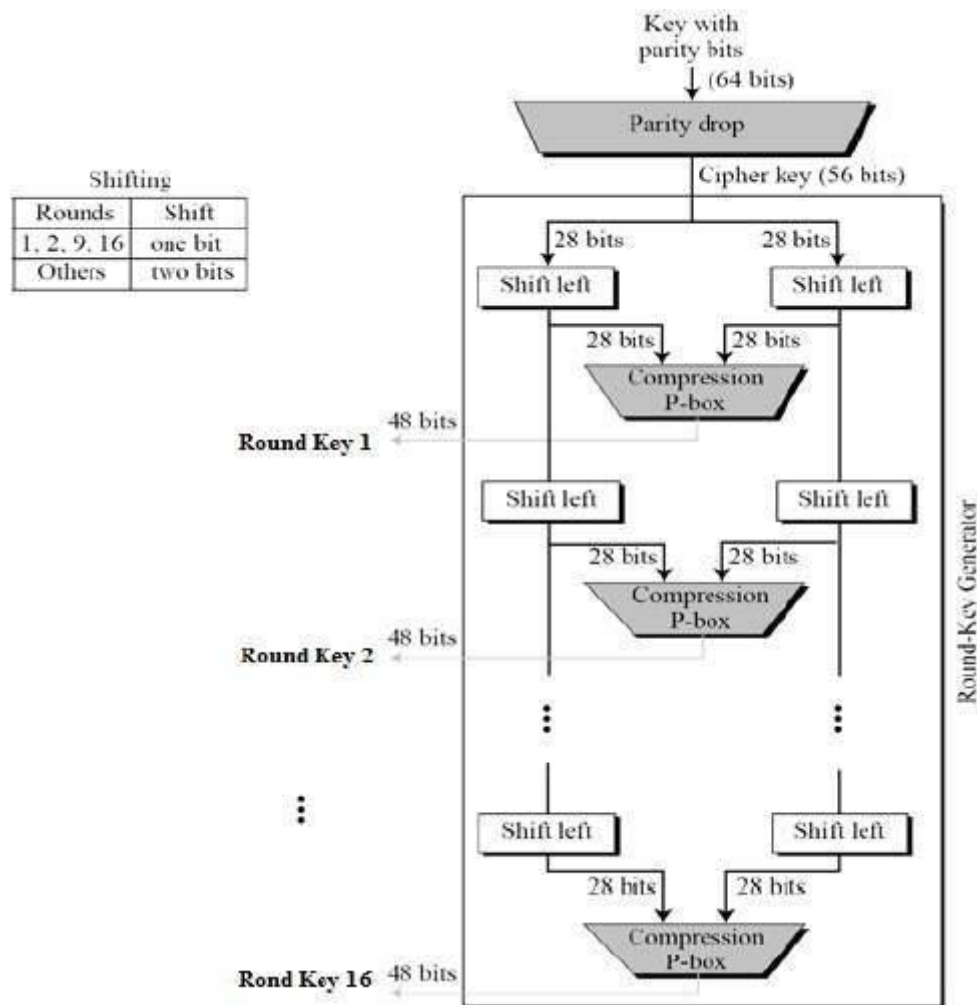 Key with
parity bits
(64 bits)
Parity drop
Cipher key (56 bits)
Shifting
Rounds Shift
1, 2, 9, 16 one bit
Others two bits
28 bits 28 bits
Shift left Shift left
28 bits 28 bits
Compression
P-box
48 bits
Round Key 1
Shift left Shift left
28 bits 28 bits
Compression
P-box
48 bits
Round Key 2
Round-Key Generator
Shift left Shift left
28 bits 28 bits
Compression
P-box
48 bits
Rond Key 16